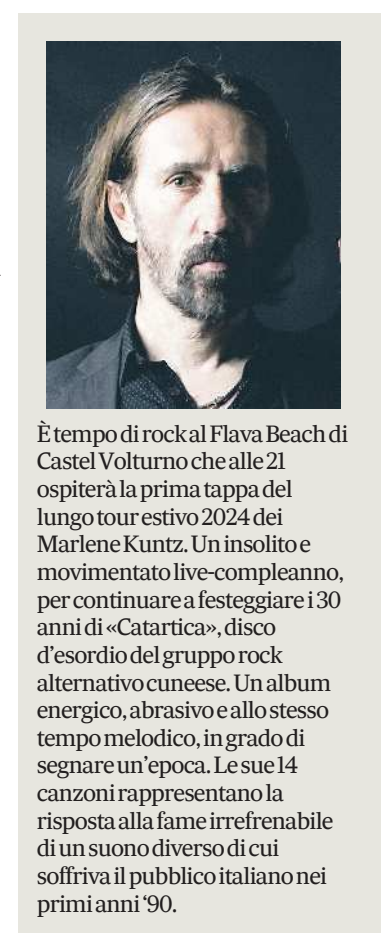 È tempo di rock al Flava Beach di
Castel Volturno che alle 21
ospiterà la prima tappa del
lungo tour estivo 2024 dei
Marlene Kuntz. Un insolito e
movimentato live-compleanno,
per continuare a festeggiare i 30
anni di «Catartica», disco
d’esordio del gruppo rock
alternativo cuneese. Un album
energico, abrasivo e allo stesso
tempo melodico, in grado di
segnare un’epoca. Le sue 14
canzoni rappresentano la
risposta alla fame irrefrenabile
di un suono diverso di cui
soffriva il pubblico italiano nei
primi anni ‘90.